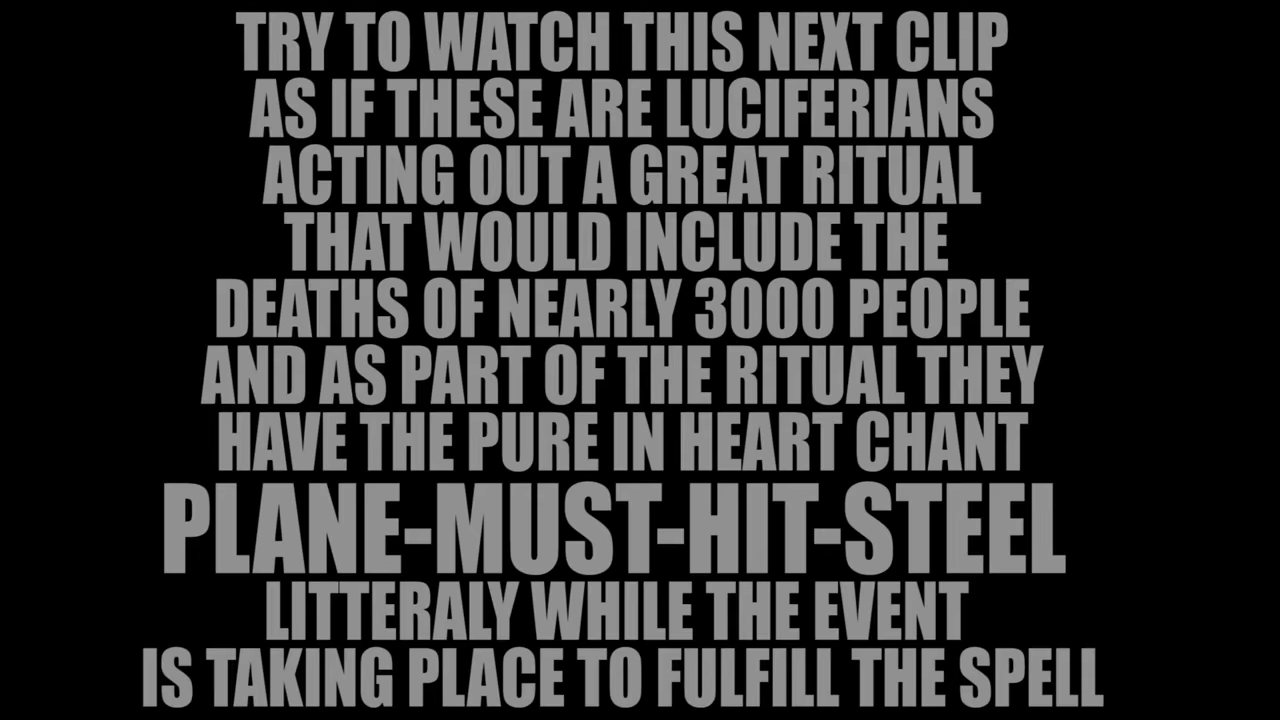 TRY TO WATCH THIS NEXT CLIP
AS IF THESE ARE LUCIFERIANS
ACTING OUT A GREAT RITUAL
THAT WOULD INCLUDE THE
DEATHS OF NEARLY 3000 PEOPLE
AND AS PART OF THE RITUAL THEY
HAVE THE PURE IN HEART CHANT
PLANE-MUST-HIT-STEEL
LITTERALY WHILE THE EVENT
IS TAKING PLACE TO FULFILL THE SPELL